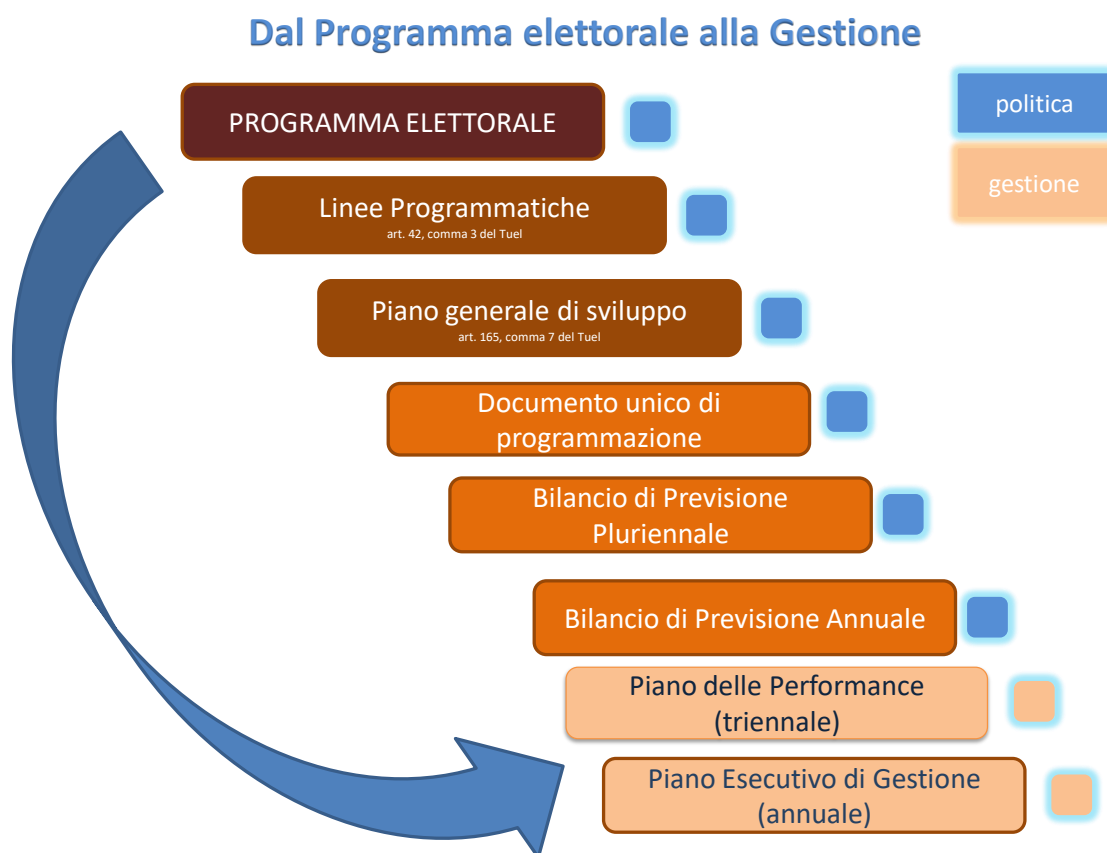 Dal Programma elettorale alla Gestione
politica
PROGRAMMA ELETTORALE
gestione
Linee Programmatiche
art. 42, comma 3 del Tuel
Piano generale di sviluppo
art. 165, comma 7 del Tuel
Documento unico di
programmazione
Bilancio di Previsione
Pluriennale
Bilancio di Previsione Annuale
Piano delle Performance
(triennale)
Piano Esecutivo di Gestione
(annuale)